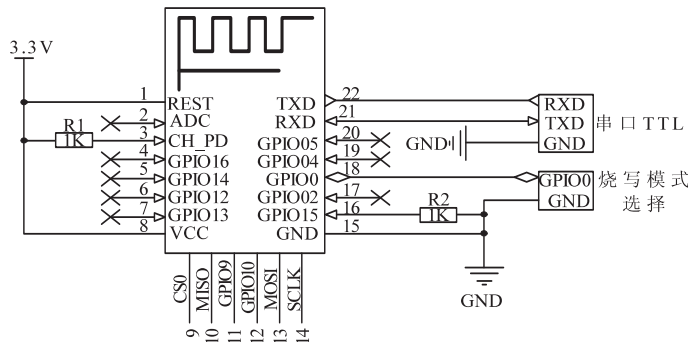 3.3V
R1
1K
1 REST
2 ADC
3 CH_PD
4 GPIO16
5 GPIO14
6 GPIO12
7 GPIO13
8 VCC
TXD 22
RXD 21
GPIO05 20
GPIO04 19
GPIO0 18
GPIO02 17
GPIO15 16
GND 15
CS0 9
MISO 10
GPIO9 11
GPIO10 12
MOSI 13
SCLK 14
GND
R2
1K
GND
RXD
TXD
GND
串口TTL
GPIO0
GND
烧写模式
选择